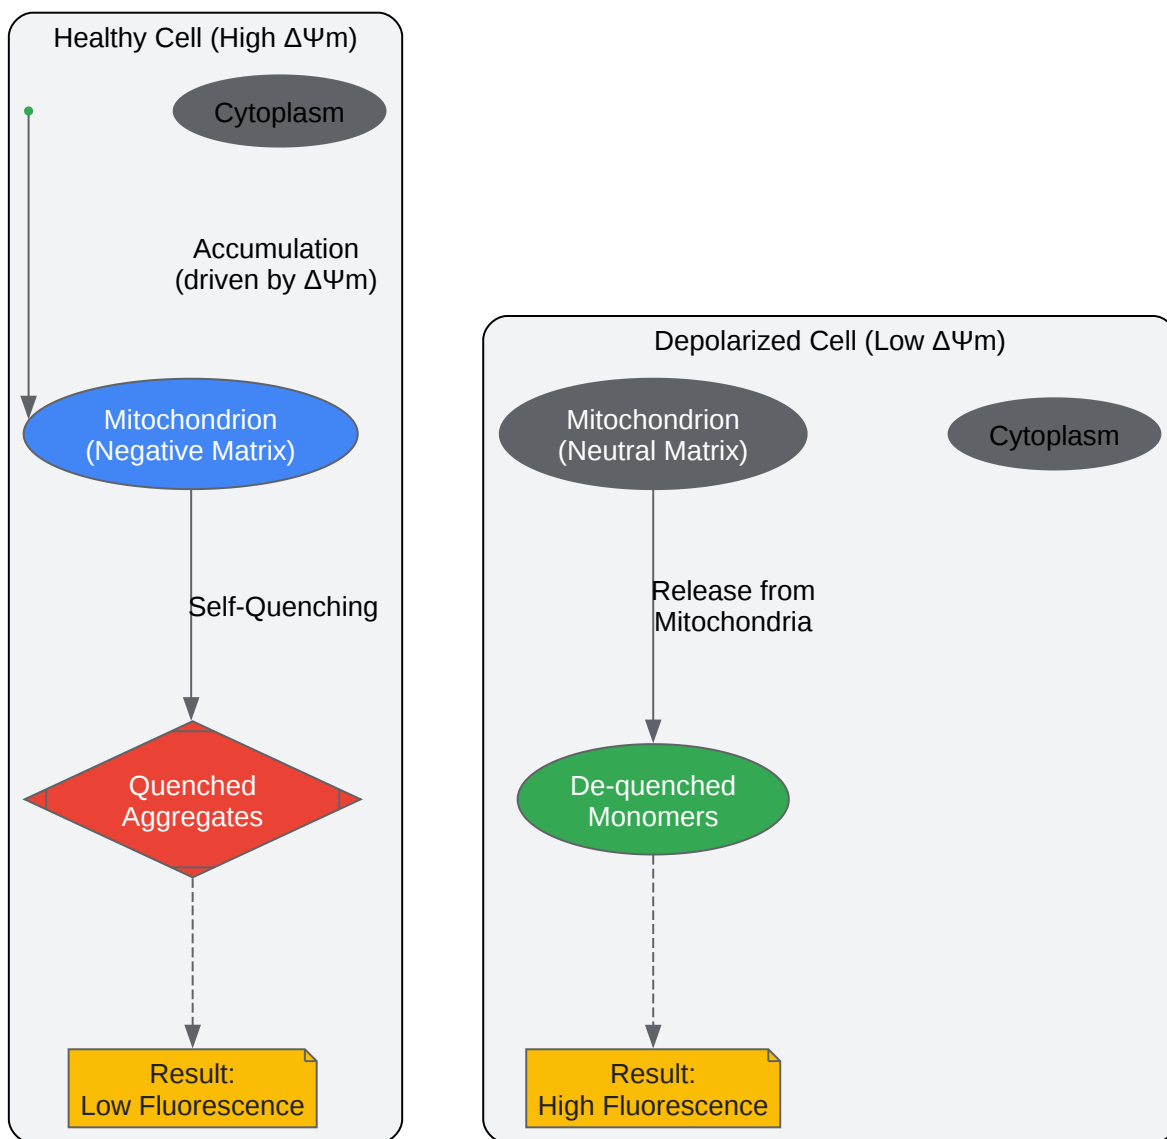 Healthy Cell (High ΔΨm)
Cytoplasm
Accumulation
(driven by ΔΨm)
Mitochondrion
(Negative Matrix)
Self-Quenching
Quenched
Aggregates
Result:
Low Fluorescence
Depolarized Cell (Low ΔΨm)
Mitochondrion
(Neutral Matrix)
Cytoplasm
Release from
Mitochondria
De-quenched
Monomers
Result:
High Fluorescence